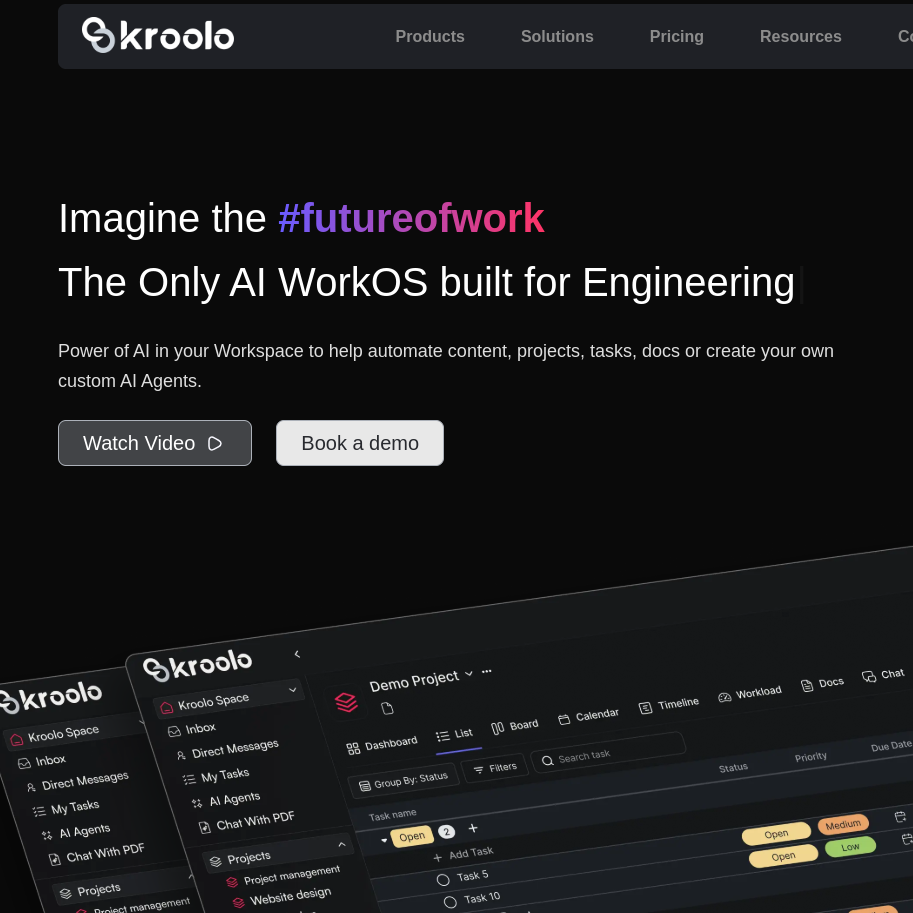 kroolo
Products Solutions Pricing Resources
Imagine the #futureofwork
The Only AI WorkOS built for Engineering
Power of AI in your Workspace to help automate content, projects, tasks, docs or create your own
custom AI Agents.
Watch Video
Book a demo
kroolo
Kroolo Space
Inbox
Direct Messages
My Tasks
AI Agents
Chat With PDF
Projects
Project management
kroolo
Kroolo Space
Inbox
Direct Messages
My Tasks
AI Agents
Chat With PDF
Projects
Project management
Website design
Demo Project
Dashboard List Board Calendar Timeline Workload Docs Chat
Group By: Status Filters Search task
Task name Status Priority Due Date
Open 2
Add Task
Task 5 Open Medium
Task 10 Open Low